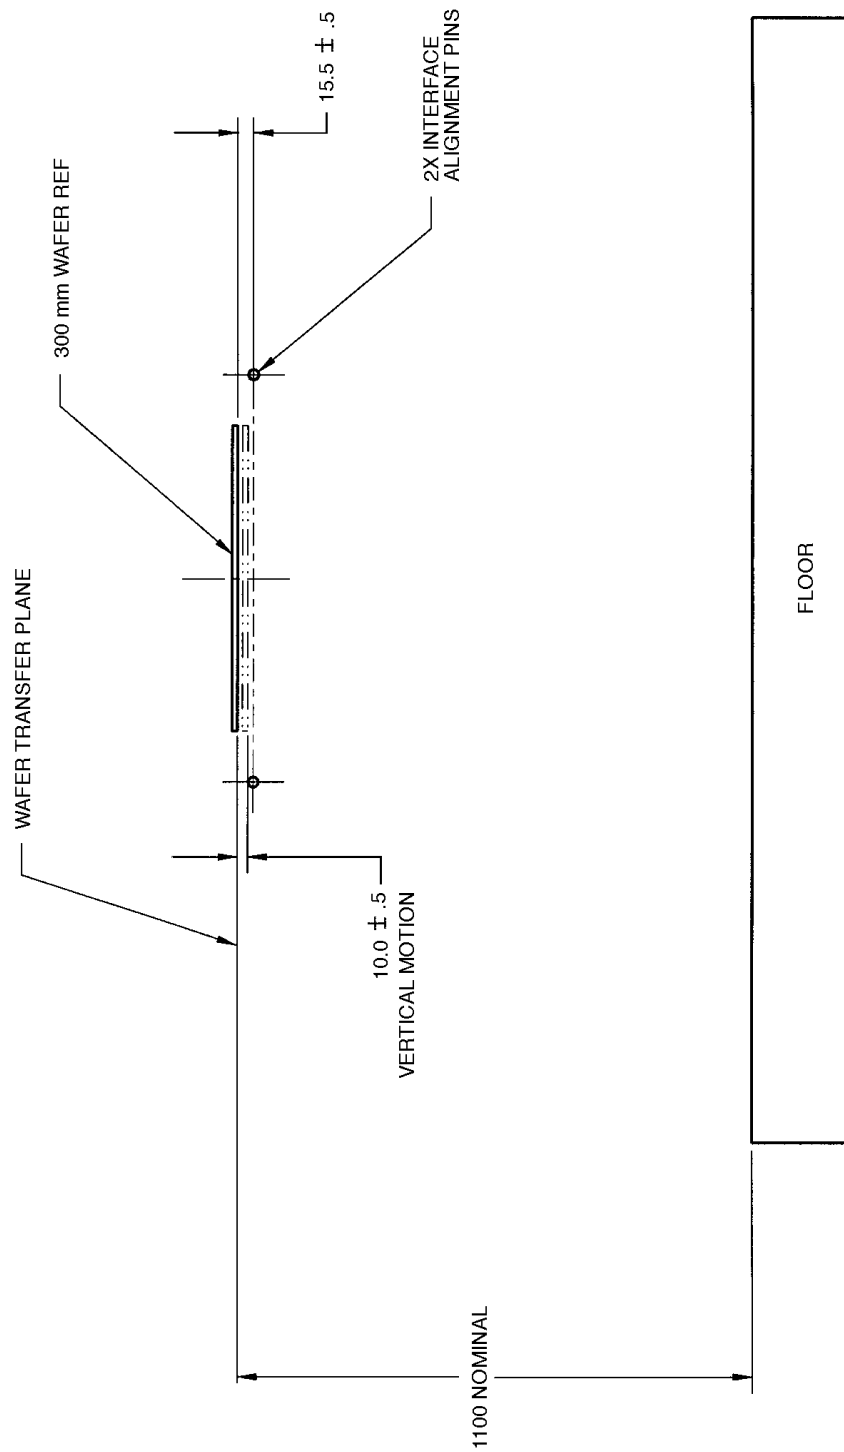 WAFER TRANSFER PLANE
300 mm WAFER REF
15.5 ± .5
2X INTERFACE
ALIGNMENT PINS
10.0 ± .5
VERTICAL MOTION
1100 NOMINAL
FLOOR